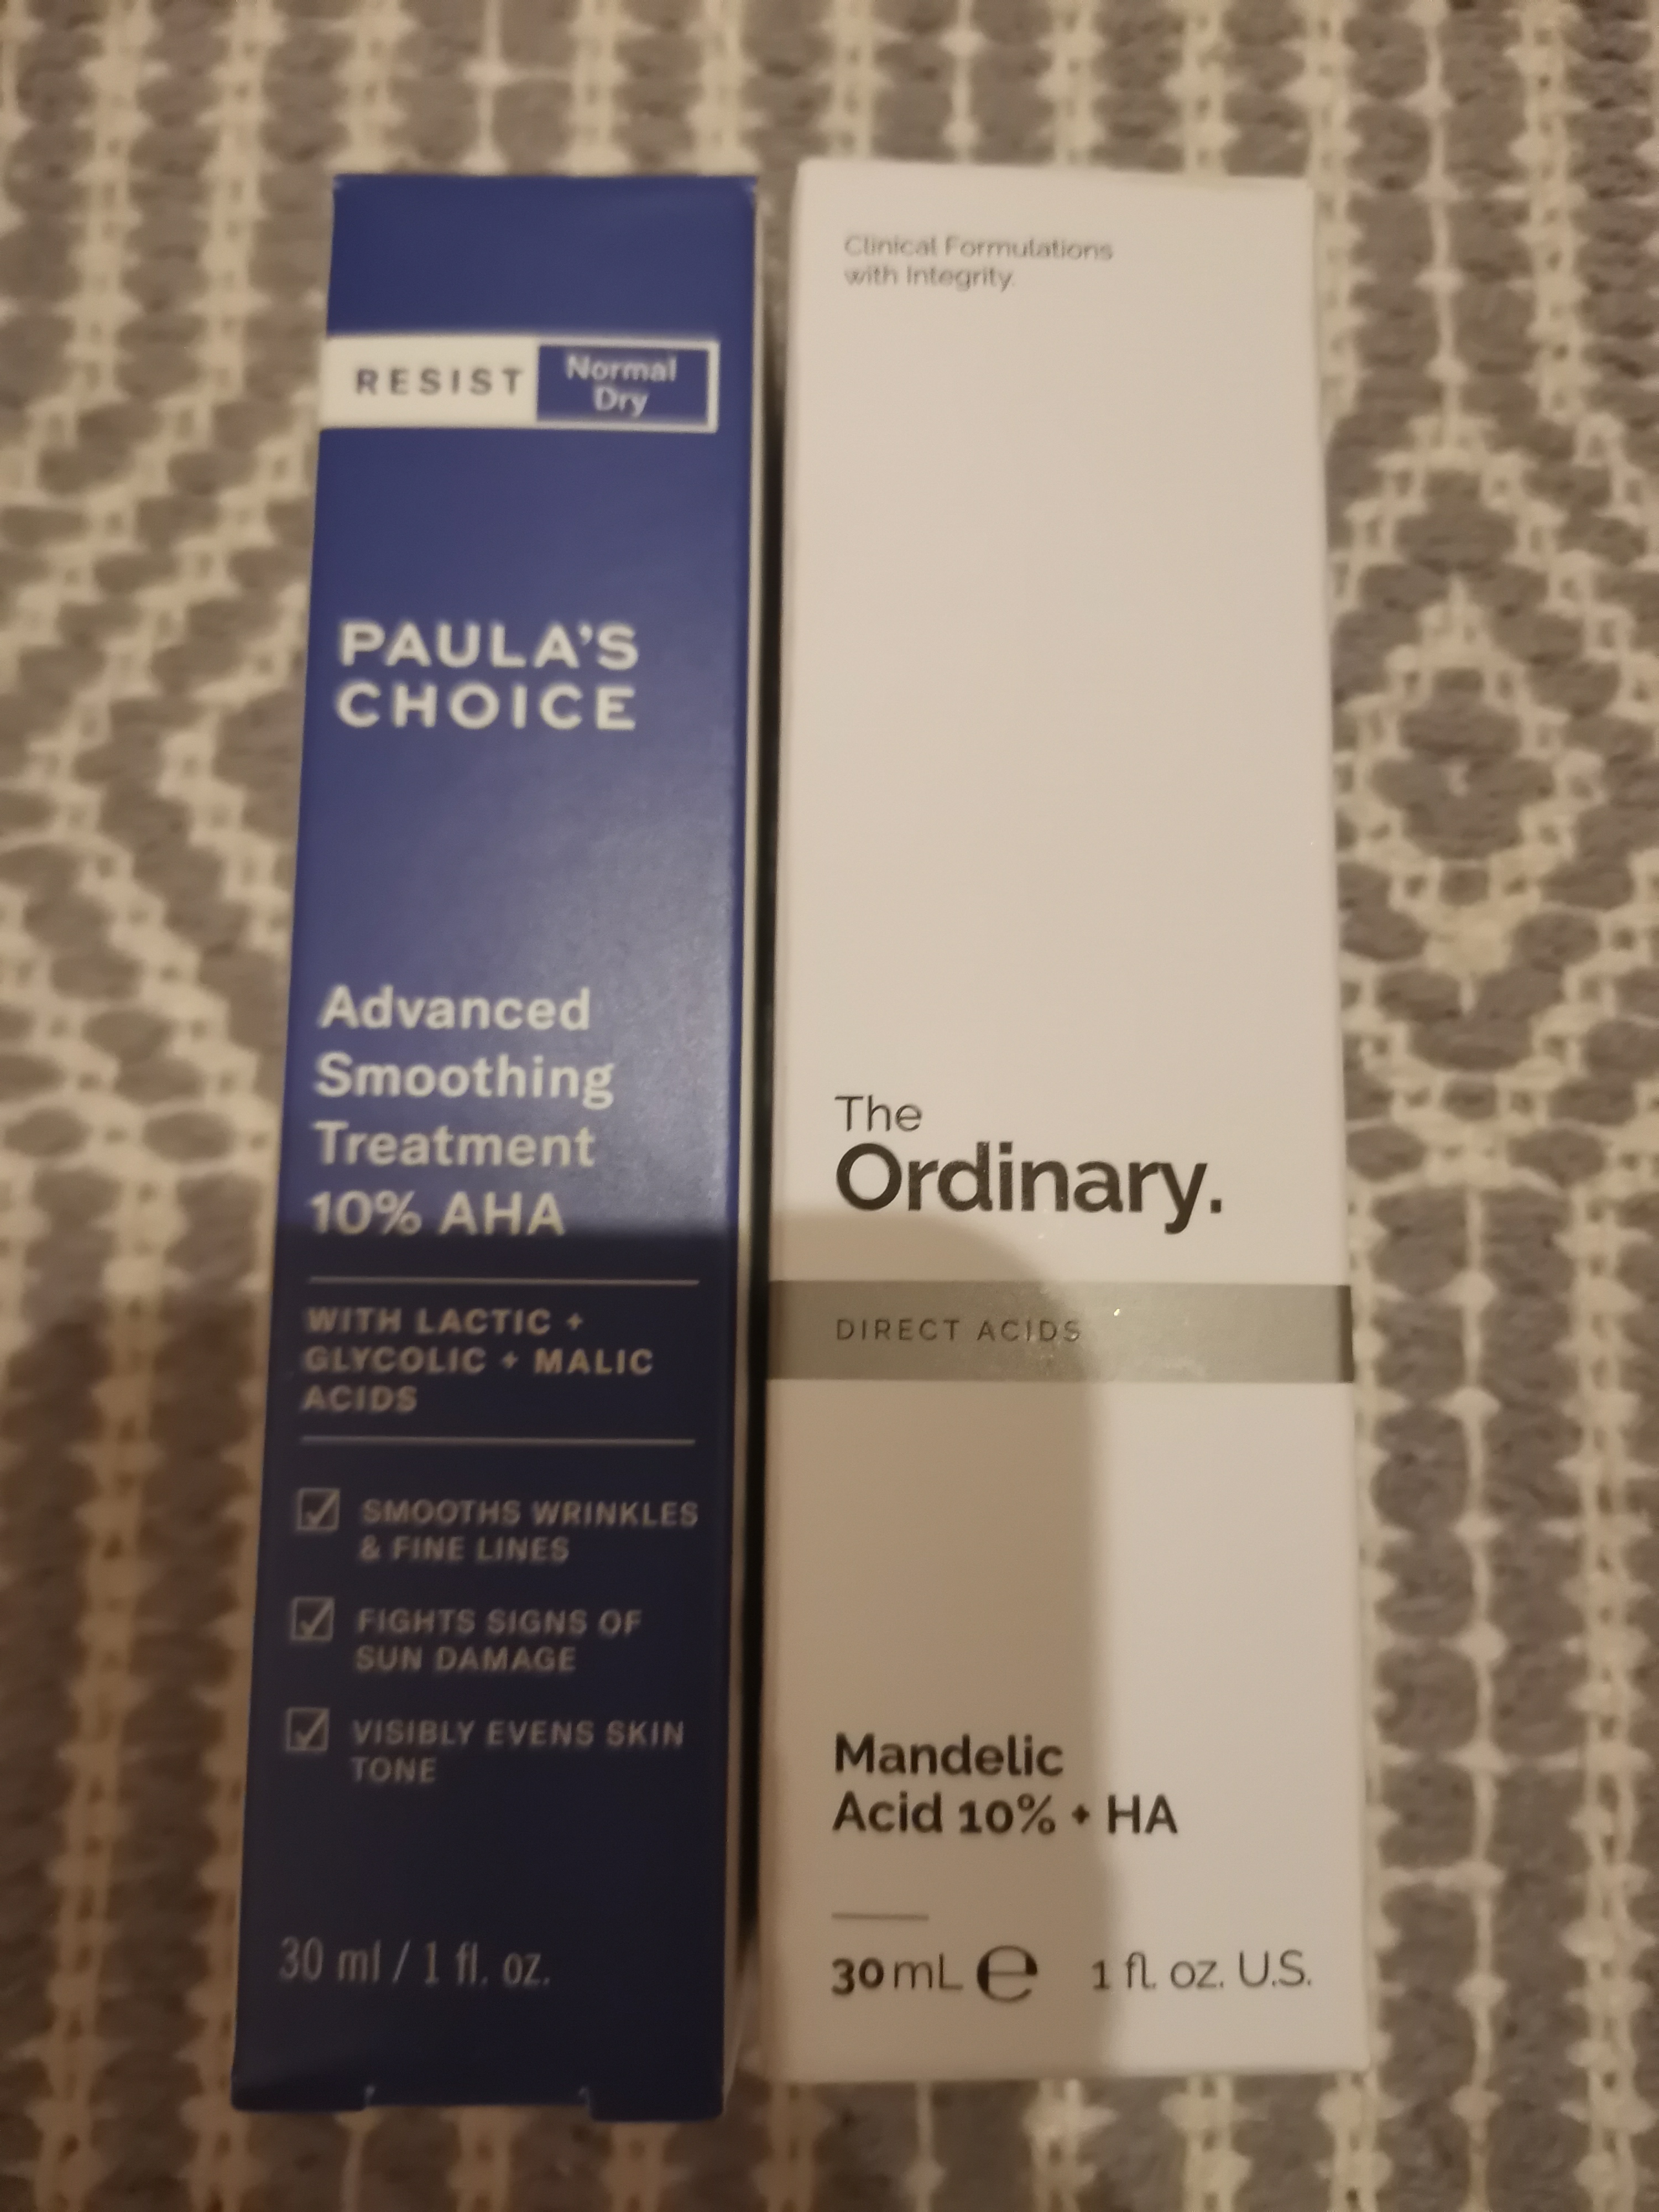 RESIST
Normal
Dry
PAULA'S
CHOICE
Advanced
Smoothing
Treatment
10% AHA
WITH LACTIC +
GLYCOLIC + MALIC
ACIDS
SMOOTHS WRINKLES
& FINE LINES
FIGHTS SIGNS OF
SUN DAMAGE
VISIBLY EVENS SKIN
TONE
30 ml / 1 fl. oz.
Clinical Formulations
with Integrity.
The
Ordinary.
DIRECT ACIDS
Mandelic
Acid 10% + HA
30 mL ℮ 1 fl. oz. U.S.